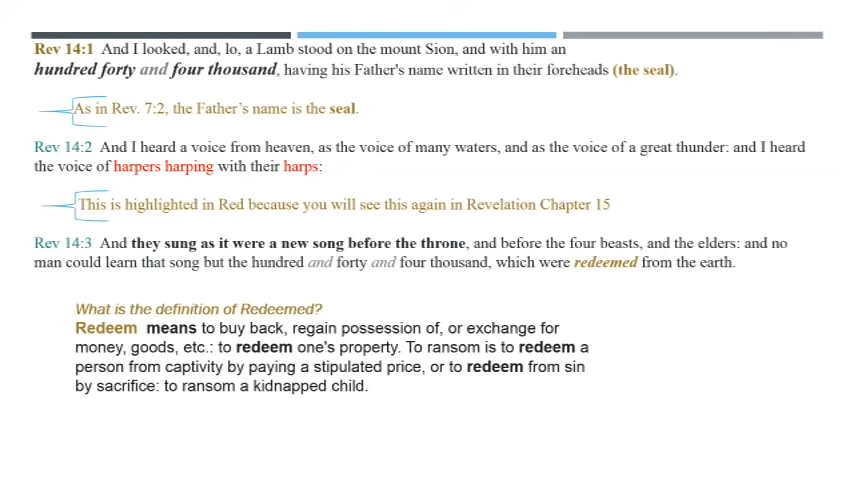 Rev 14:1 And I looked, and, lo, a Lamb stood on the mount Sion, and with him an
hundred forty and four thousand, having his Father's name written in their foreheads (the seal).
As in Rev. 7:2, the Father's name is the seal.
Rev 14:2 And I heard a voice from heaven, as the voice of many waters, and as the voice of a great thunder: and I heard
the voice of harpers harping with their harps:
This is highlighted in Red because you will see this again in Revelation Chapter 15
Rev 14:3 And they sung as it were a new song before the throne, and before the four beasts, and the elders: and no
man could learn that song but the hundred and forty and four thousand, which were redeemed from the earth.
What is the definition of Redeemed?
Redeem means to buy back, regain possession of, or exchange for
money, goods, etc.: to redeem one's property. To ransom is to redeem a
person from captivity by paying a stipulated price, or to redeem from sin
by sacrifice: to ransom a kidnapped child.